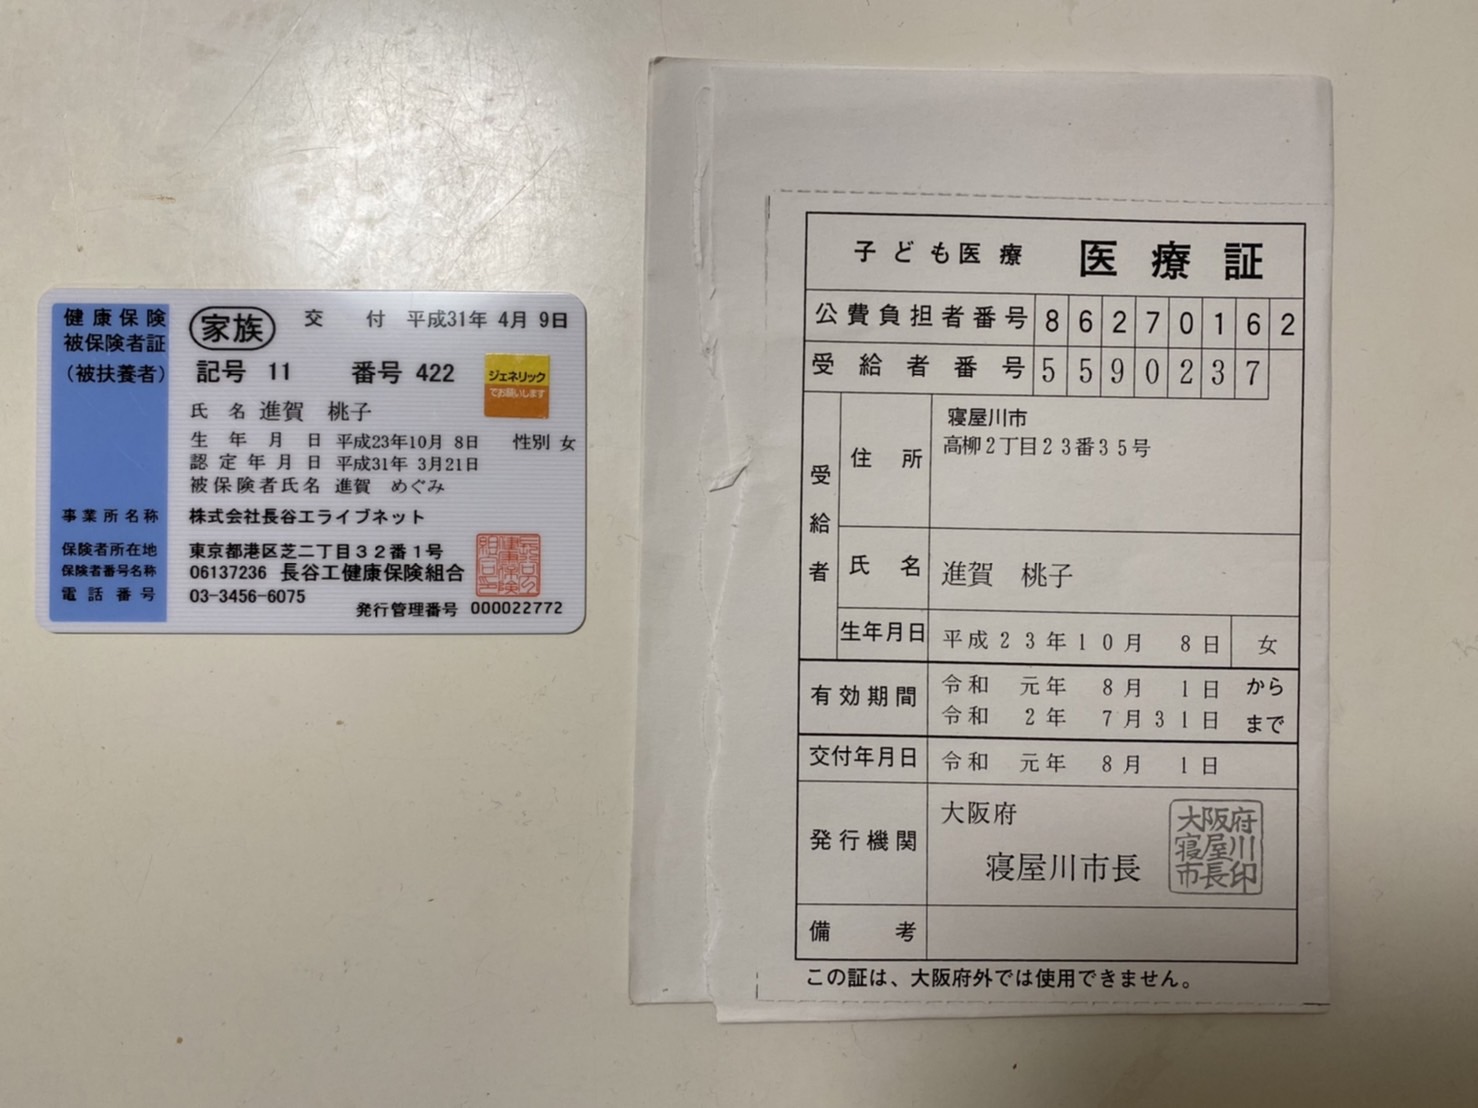 健康保険
被保険者証
（被扶養者）
家族
交 付 平成31年 4月 9日
記号 11 番号 422
ジェネリック
でお願いします
氏 名 進賀 桃子
生 年 月 日 平成23年10月 8日 性別 女
認 定 年 月 日 平成31年 3月21日
被保険者氏名 進賀 めぐみ
事業所名称 株式会社長谷工ライブネット
保険者所在地 東京都港区芝二丁目３２番１号
保険者番号名称 06137236 長谷工健康保険組合
電 話 番 号 03-3456-6075
発行管理番号 000022772
子ども医療 医療証
公費負担者番号 8 6 2 7 0 1 6 2
受給者番号 5 5 9 0 2 3 7
受給者
住 所
寝屋川市
高柳２丁目２３番３５号
氏 名 進賀 桃子
生年月日 平成２３年１０月 ８日 女
有効期間
令和 元年 ８月 １日 から
令和 ２年 ７月３１日 まで
交付年月日 令和 元年 ８月 １日
発行機関
大阪府
寝屋川市長
大阪府
寝屋川
市長印
備 考
この証は、大阪府外では使用できません。